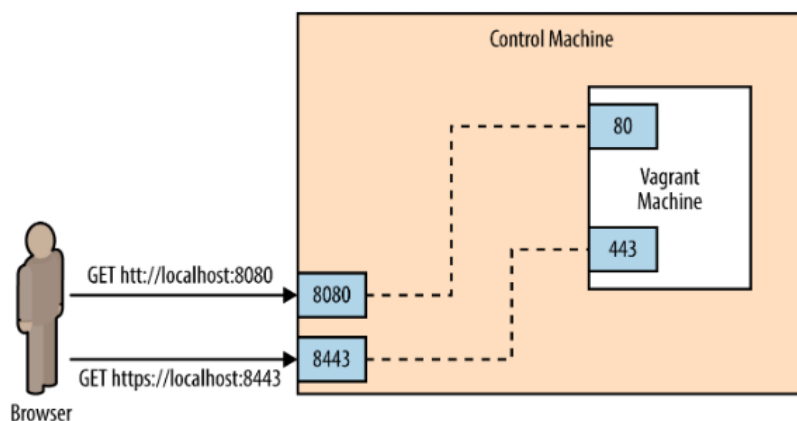 Control Machine
80
Vagrant
Machine
443
GET htt://localhost:8080
8080
8443
GET https://localhost:8443
Browser